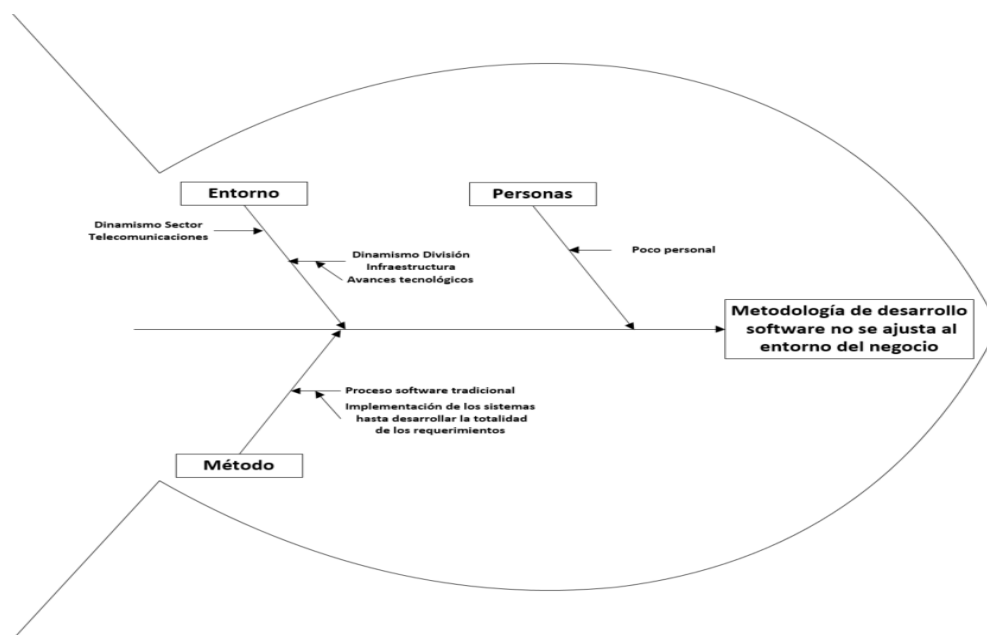 Entorno
Personas
Dinamismo Sector
Telecomunicaciones
Dinamismo División
Infraestructura
Avances tecnológicos
Poco personal
Metodología de desarrollo
software no se ajusta al
entorno del negocio
Proceso software tradicional
Implementación de los sistemas
hasta desarrollar la totalidad
de los requerimientos
Método